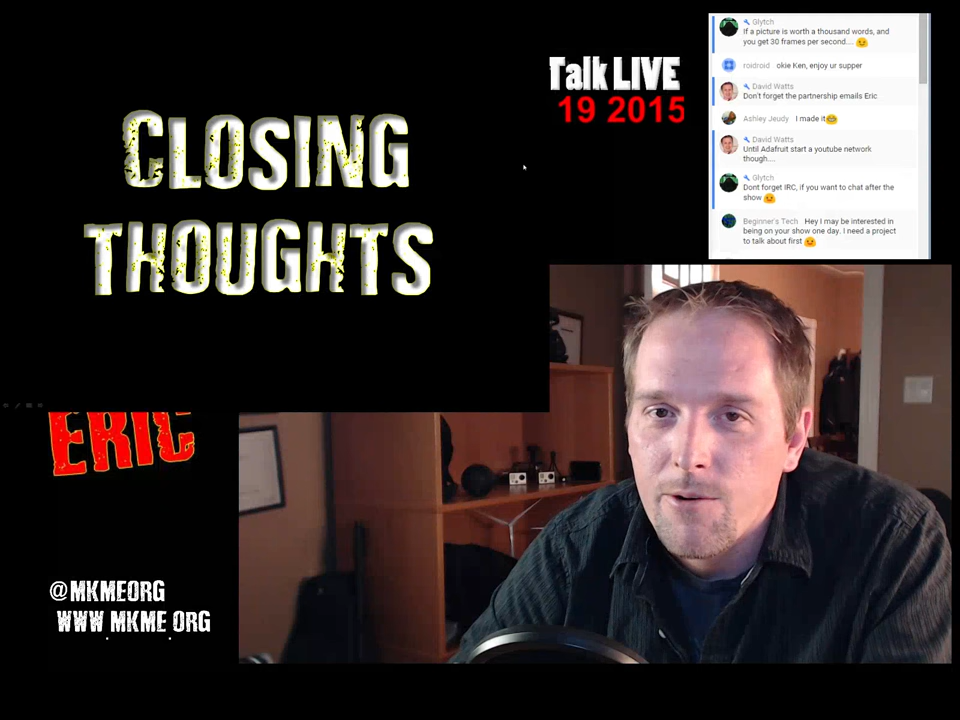 CLOSING
THOUGHTS
Talk LIVE
19 2015
Glytch
If a picture is worth a thousand words, and
you get 30 frames per second....
roidroid okie Ken, enjoy ur supper
David Watts
Don't forget the partnership emails Eric
Ashley Jeudy I made it
David Watts
Until Adafruit start a youtube network
though....
Glytch
Dont forget IRC, if you want to chat after the
show
Beginner's Tech Hey I may be interested in
being on your show one day. I need a project
to talk about first
ERIC
@MKMEORG
WWW.MKME.ORG